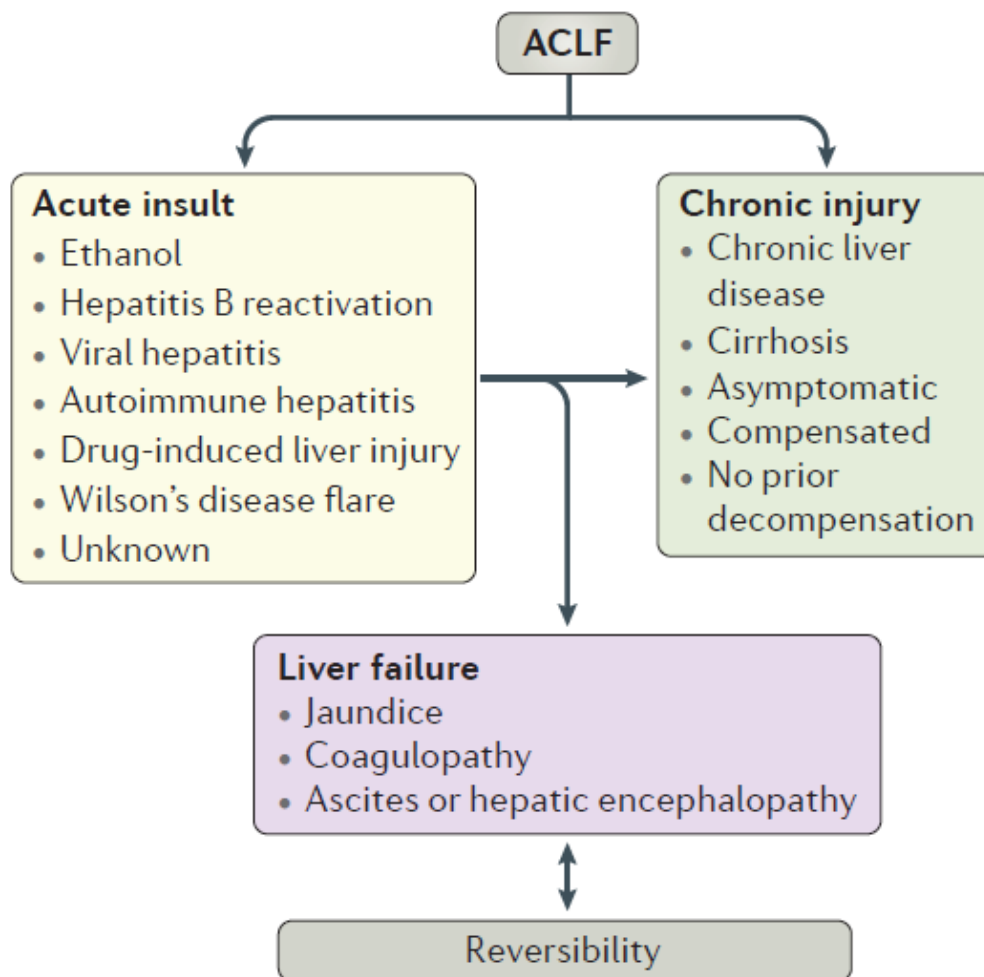 ACLF
Acute insult
• Ethanol
• Hepatitis B reactivation
• Viral hepatitis
• Autoimmune hepatitis
• Drug-induced liver injury
• Wilson’s disease flare
• Unknown
Chronic injury
• Chronic liver
disease
• Cirrhosis
• Asymptomatic
• Compensated
• No prior
decompensation
Liver failure
• Jaundice
• Coagulopathy
• Ascites or hepatic encephalopathy
Reversibility